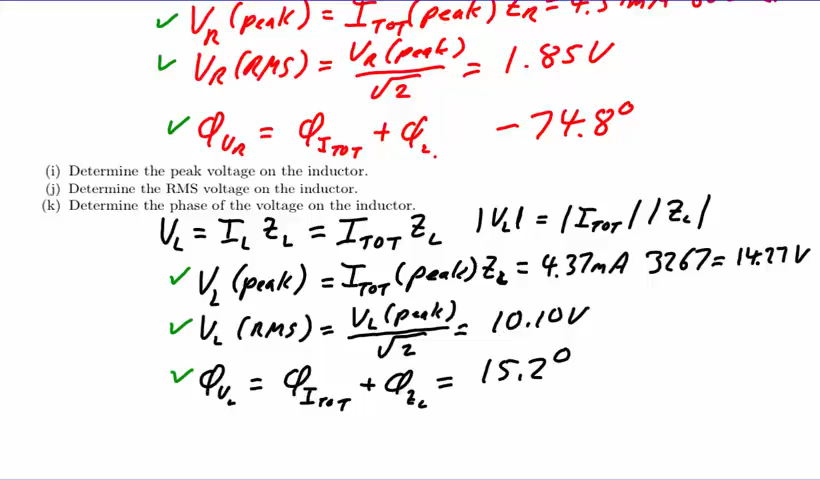 ✓ V_R (peak) = I_TOT (peak) Z_R = 4.37mA
✓ V_R (RMS) = V_R (peak) / √2 = 1.85V
✓ φ_V_R = φ_I_TOT + φ_Z. -74.8°
(i) Determine the peak voltage on the inductor.
(j) Determine the RMS voltage on the inductor.
(k) Determine the phase of the voltage on the inductor.
V_L = I_L Z_L = I_TOT Z_L |V_L| = |I_TOT| |Z_L|
✓ V_L (peak) = I_TOT (peak) Z_L = 4.37mA 3267 = 14.27V
✓ V_L (RMS) = V_L (peak) / √2 = 10.10V
✓ φ_V_L = φ_I_TOT + φ_Z_L = 15.2°